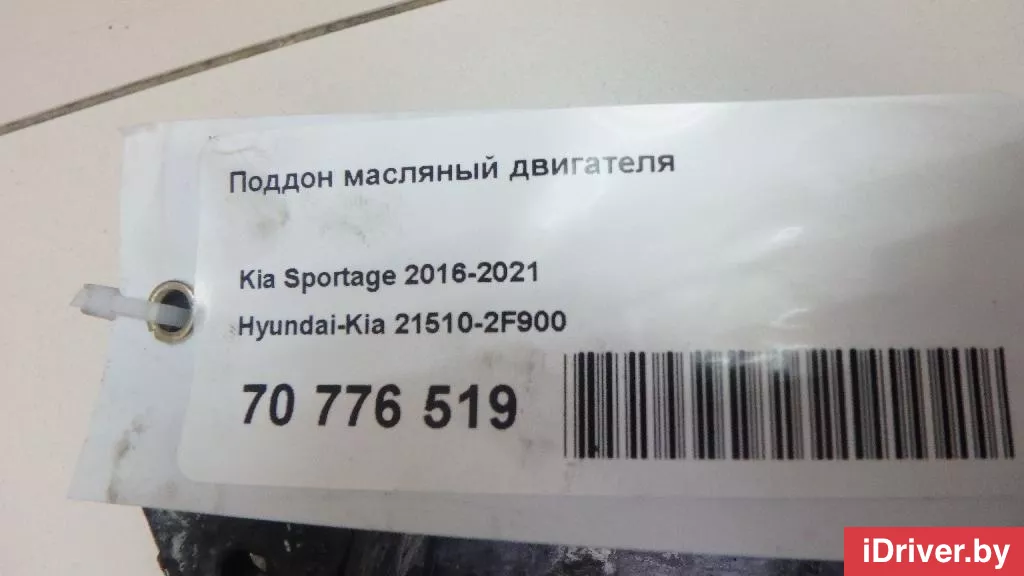 Поддон масляный двигателя
Kia Sportage 2016-2021
Hyundai-Kia 21510-2F900
70 776 519
iDriver.by